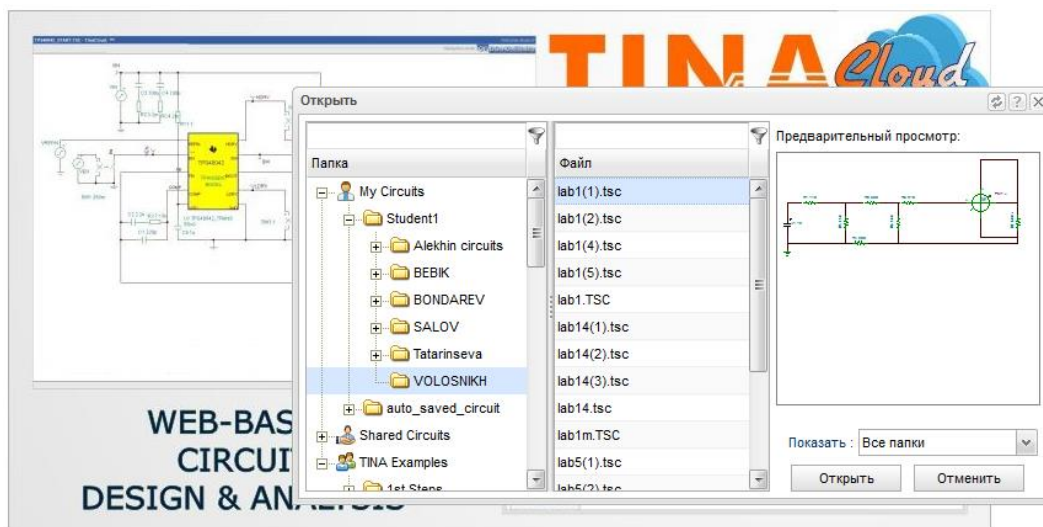 TINA
Cloud
Открыть
Папка
My Circuits
Student1
Alekhin circuits
BEBIK
BONDAREV
SALOV
Tatarinseva
VOLOSNIKH
auto_saved_circuit
Shared Circuits
TINA Examples
1st Steps
Файл
lab1(1).tsc
lab1(2).tsc
lab1(4).tsc
lab1(5).tsc
lab1.TSC
lab14(1).tsc
lab14(2).tsc
lab14(3).tsc
lab14.tsc
lab1m.TSC
lab5(1).tsc
lab5(2).tsc
Предварительный просмотр:
Показать : Все папки
Открыть Отменить
WEB-BAS
CIRCUI
DESIGN & ANALYSIS